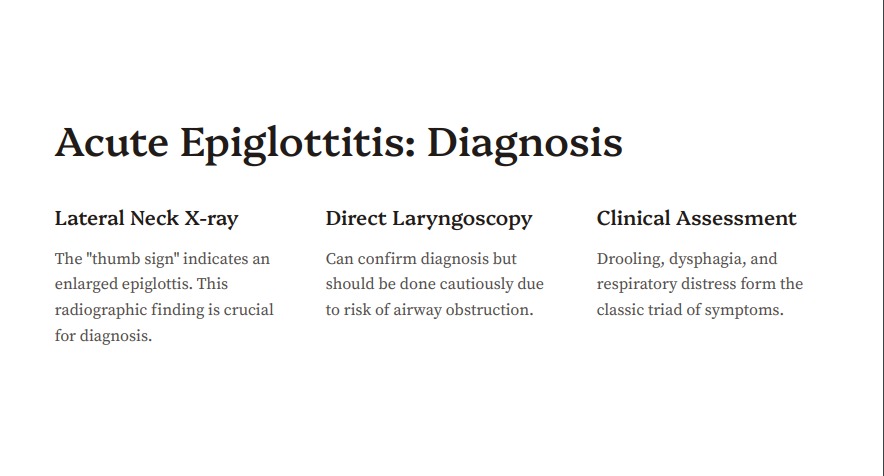 Acute Epiglottitis: Diagnosis
Lateral Neck X-ray
The "thumb sign" indicates an
enlarged epiglottis. This
radiographic finding is crucial
for diagnosis.
Direct Laryngoscopy
Can confirm diagnosis but
should be done cautiously due
to risk of airway obstruction.
Clinical Assessment
Drooling, dysphagia, and
respiratory distress form the
classic triad of symptoms.